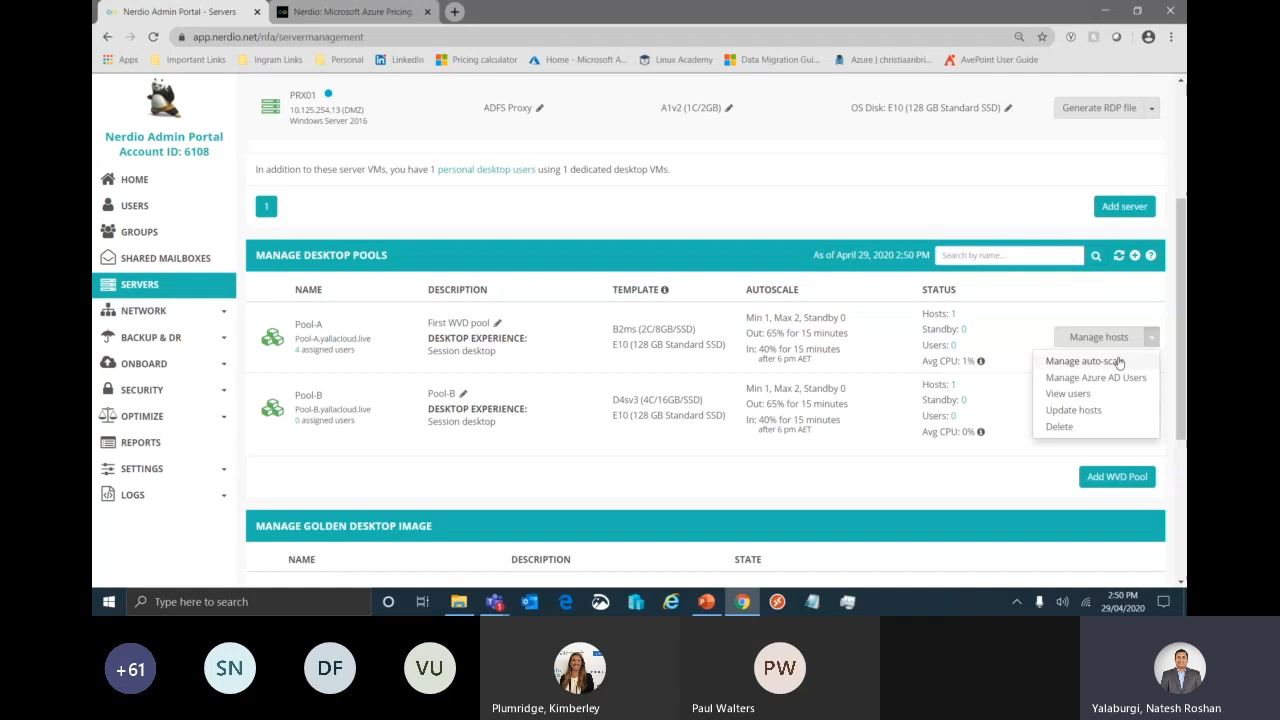 Nerdio Admin Portal - Servers
Nerdio: Microsoft Azure Pricing
app.nerdio.net/nfa/servermanagement
Apps
Important Links
Ingram Links
Personal
LinkedIn
Pricing calculator
Home - Microsoft A...
Linux Academy
Data Migration Gui...
Azure | christiaanbri...
AvePoint User Guide
Nerdio Admin Portal
Account ID: 6108
HOME
USERS
GROUPS
SHARED MAILBOXES
SERVERS
NETWORK
BACKUP & DR
ONBOARD
SECURITY
OPTIMIZE
REPORTS
SETTINGS
LOGS
PRX01
10.125.254.13 (DMZ)
Windows Server 2016
ADFS Proxy
A1v2 (1C/2GB)
OS Disk: E10 (128 GB Standard SSD)
Generate RDP file
In addition to these server VMs, you have 1 personal desktop users using 1 dedicated desktop VMs.
1
Add server
MANAGE DESKTOP POOLS
As of April 29, 2020 2:50 PM
Search by name...
NAME DESCRIPTION TEMPLATE AUTOSCALE STATUS
Pool-A
Pool-A.yallacloud.live
4 assigned users
First WVD pool
DESKTOP EXPERIENCE:
Session desktop
B2ms (2C/8GB/SSD)
E10 (128 GB Standard SSD)
Min 1, Max 2, Standby 0
Out: 65% for 15 minutes
In: 40% for 15 minutes
after 6 pm AET
Hosts: 1
Standby: 0
Users: 0
Avg CPU: 1%
Manage hosts
Manage auto-scale
Manage Azure AD Users
View users
Update hosts
Delete
Pool-B
Pool-B.yallacloud.live
0 assigned users
Pool-B
DESKTOP EXPERIENCE:
Session desktop
D4sv3 (4C/16GB/SSD)
E10 (128 GB Standard SSD)
Min 1, Max 2, Standby 0
Out: 65% for 15 minutes
In: 40% for 15 minutes
after 6 pm AET
Hosts: 1
Standby: 0
Users: 0
Avg CPU: 0%
Add WVD Pool
MANAGE GOLDEN DESKTOP IMAGE
NAME DESCRIPTION STATE
Type here to search
2:50 PM
29/04/2020
+61
SN
DF
VU
Plumridge, Kimberley
PW
Paul Walters
Yalaburgi, Natesh Roshan